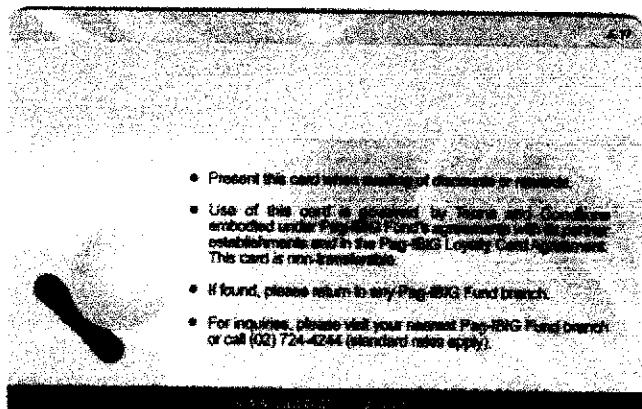 • Present this card when availing of discounts or rewards.
• Use of this card is governed by Terms and Conditions
embodied under Pag-IBIG Fund's agreements with its partner
establishments and in the Pag-IBIG Loyalty Card Agreement.
This card is non-transferable.
• If found, please return to any Pag-IBIG Fund branch.
• For inquiries, please visit your nearest Pag-IBIG Fund branch
or call (02) 724-4244 (standard rates apply).